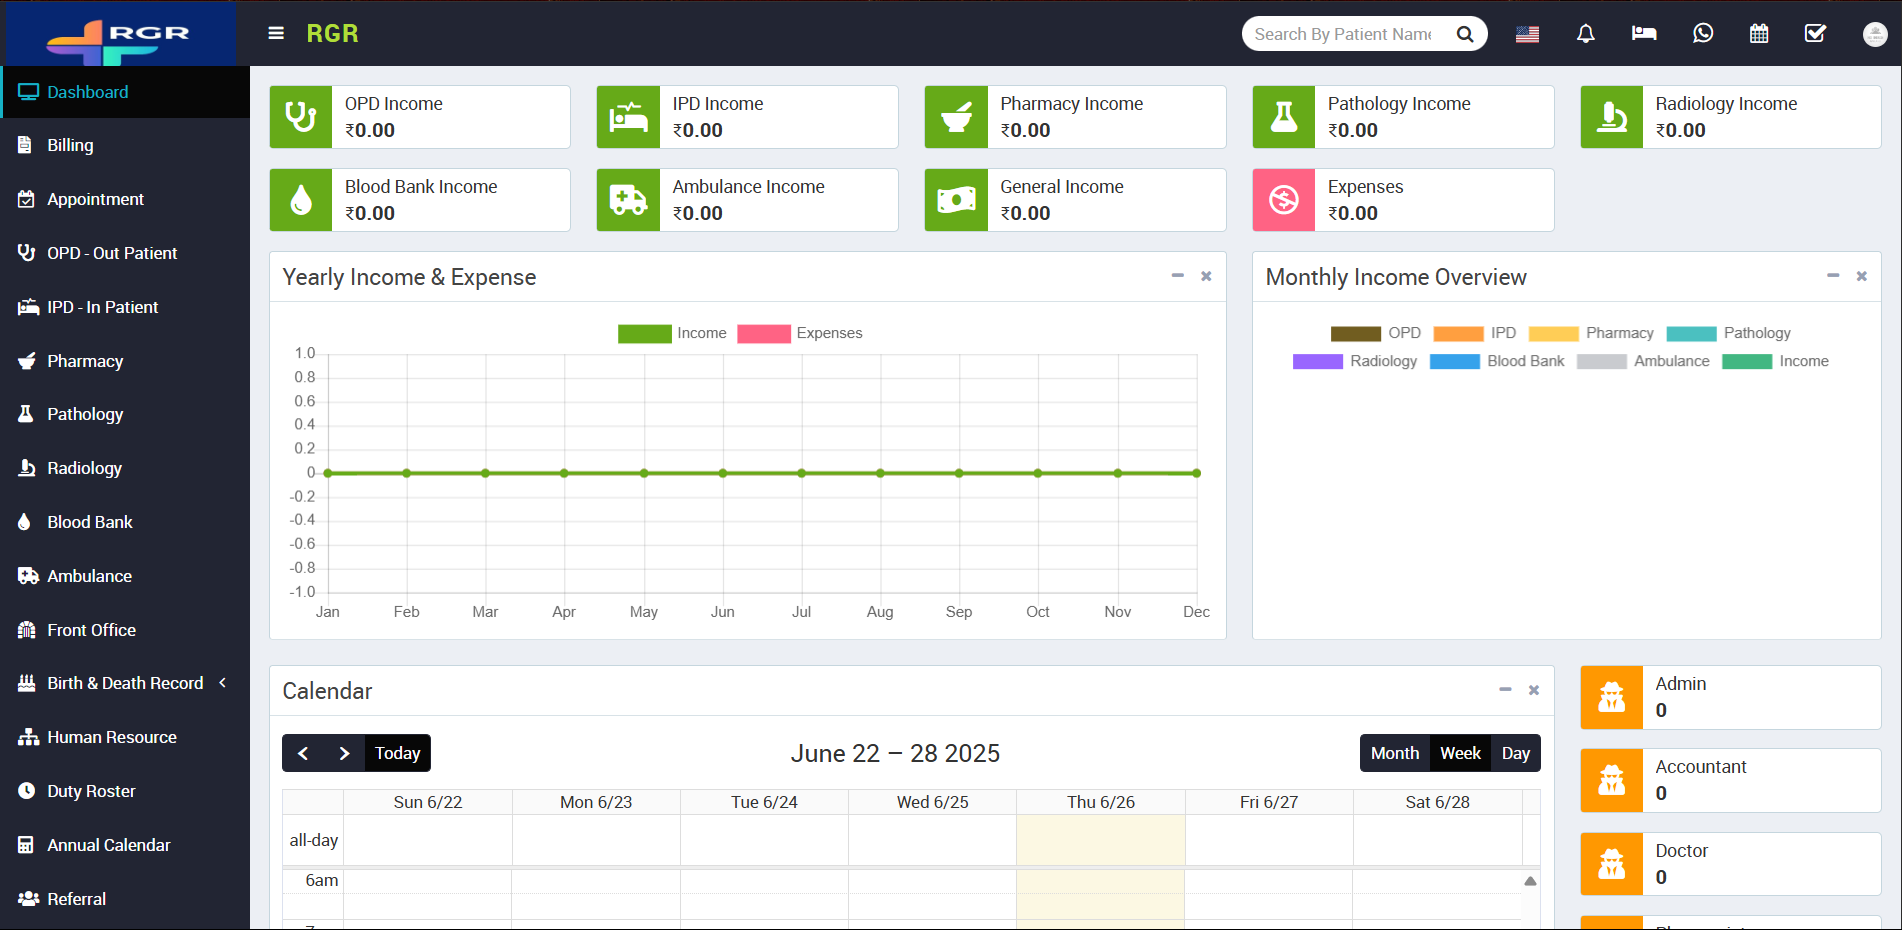 RGR
RGR
Search By Patient Name
Dashboard
Billing
Appointment
OPD - Out Patient
IPD - In Patient
Pharmacy
Pathology
Radiology
Blood Bank
Ambulance
Front Office
Birth & Death Record
Human Resource
Duty Roster
Annual Calendar
Referral
OPD Income
₹0.00
IPD Income
₹0.00
Pharmacy Income
₹0.00
Pathology Income
₹0.00
Radiology Income
₹0.00
Blood Bank Income
₹0.00
Ambulance Income
₹0.00
General Income
₹0.00
Expenses
₹0.00
Yearly Income & Expense
Income Expenses
1.0
0.8
0.6
0.4
0.2
0
-0.2
-0.4
-0.6
-0.8
-1.0
Jan Feb Mar Apr May Jun Jul Aug Sep Oct Nov Dec
Monthly Income Overview
OPD IPD Pharmacy Pathology
Radiology Blood Bank Ambulance Income
Calendar
Today
June 22 – 28 2025
Month Week Day
Sun 6/22 Mon 6/23 Tue 6/24 Wed 6/25 Thu 6/26 Fri 6/27 Sat 6/28
all-day
6am
Admin
0
Accountant
0
Doctor
0